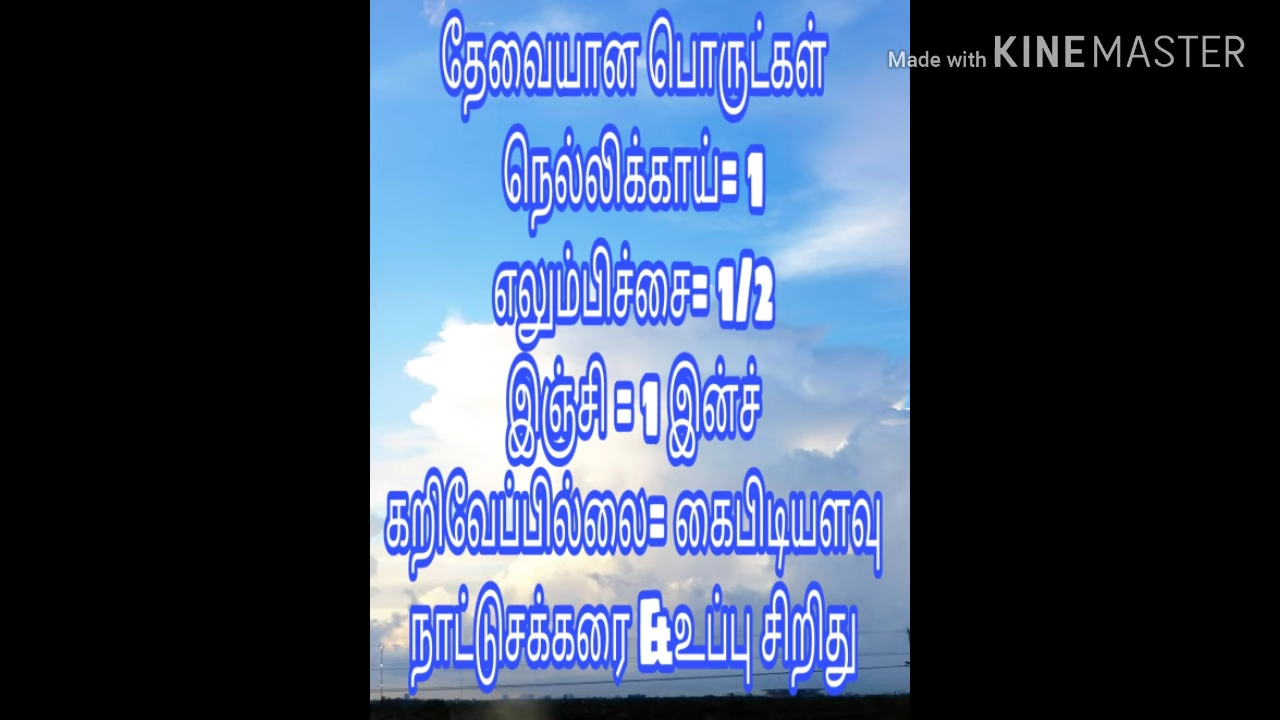 தேவையான பொருட்கள்
Made with KINEMASTER
நெல்லிக்காய்= 1
எலும்பிச்சை= 1/2
இஞ்சி = 1 இன்ச்
கறிவேப்பில்லை= கைபிடியளவு
நாட்டுசக்கரை &உப்பு சிறிது